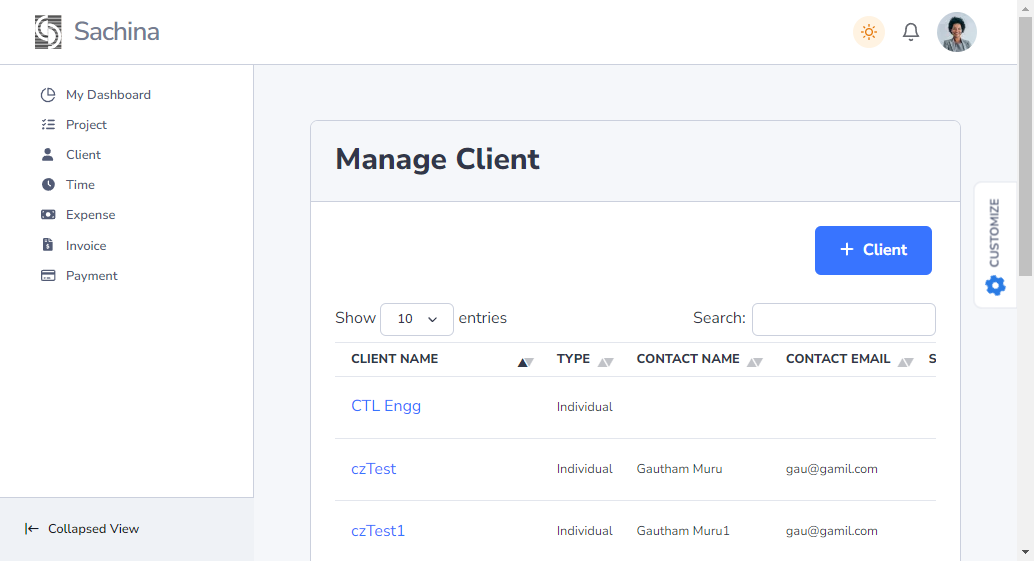 Sachina
My Dashboard
Project
Client
Time
Expense
Invoice
Payment
Collapsed View
Manage Client
+ Client
Show 10 entries
Search:
CLIENT NAME TYPE CONTACT NAME CONTACT EMAIL S
CTL Engg Individual
czTest Individual Gautham Muru gau@gamil.com
czTest1 Individual Gautham Muru1 gau@gamil.com
CUSTOMIZE